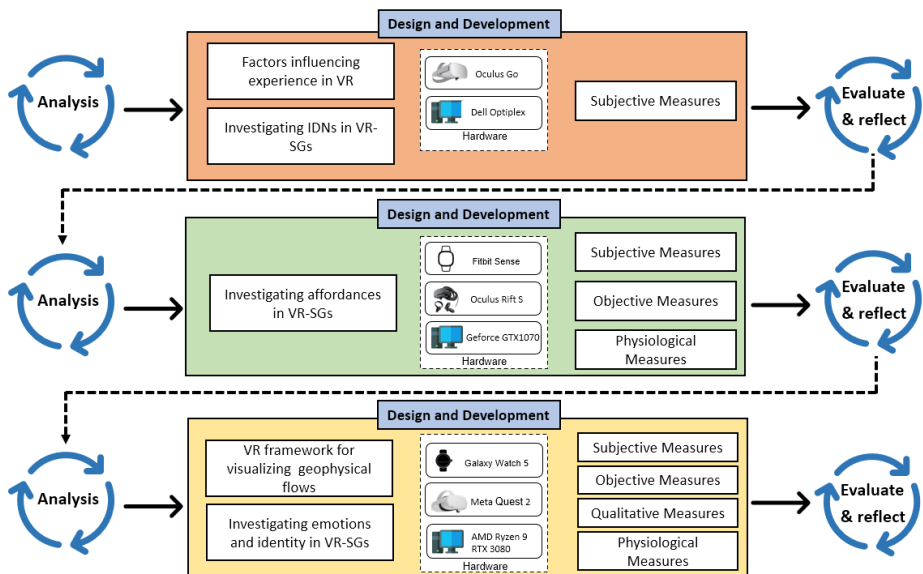 Design and Development
Analysis
Factors influencing
experience in VR
Investigating IDNs in VR-
SGs
Oculus Go
Dell Optiplex
Hardware
Subjective Measures
Evaluate
& reflect
Design and Development
Analysis
Investigating affordances
in VR-SGs
Fitbit Sense
Oculus Rift S
Geforce GTX1070
Hardware
Subjective Measures
Objective Measures
Physiological
Measures
Evaluate
& reflect
Design and Development
Analysis
VR framework for
visualizing geophysical
flows
Investigating emotions
and identity in VR-SGs
Galaxy Watch 5
Meta Quest 2
AMD Ryzen 9
RTX 3080
Hardware
Subjective Measures
Objective Measures
Qualitative Measures
Physiological
Measures
Evaluate
& reflect